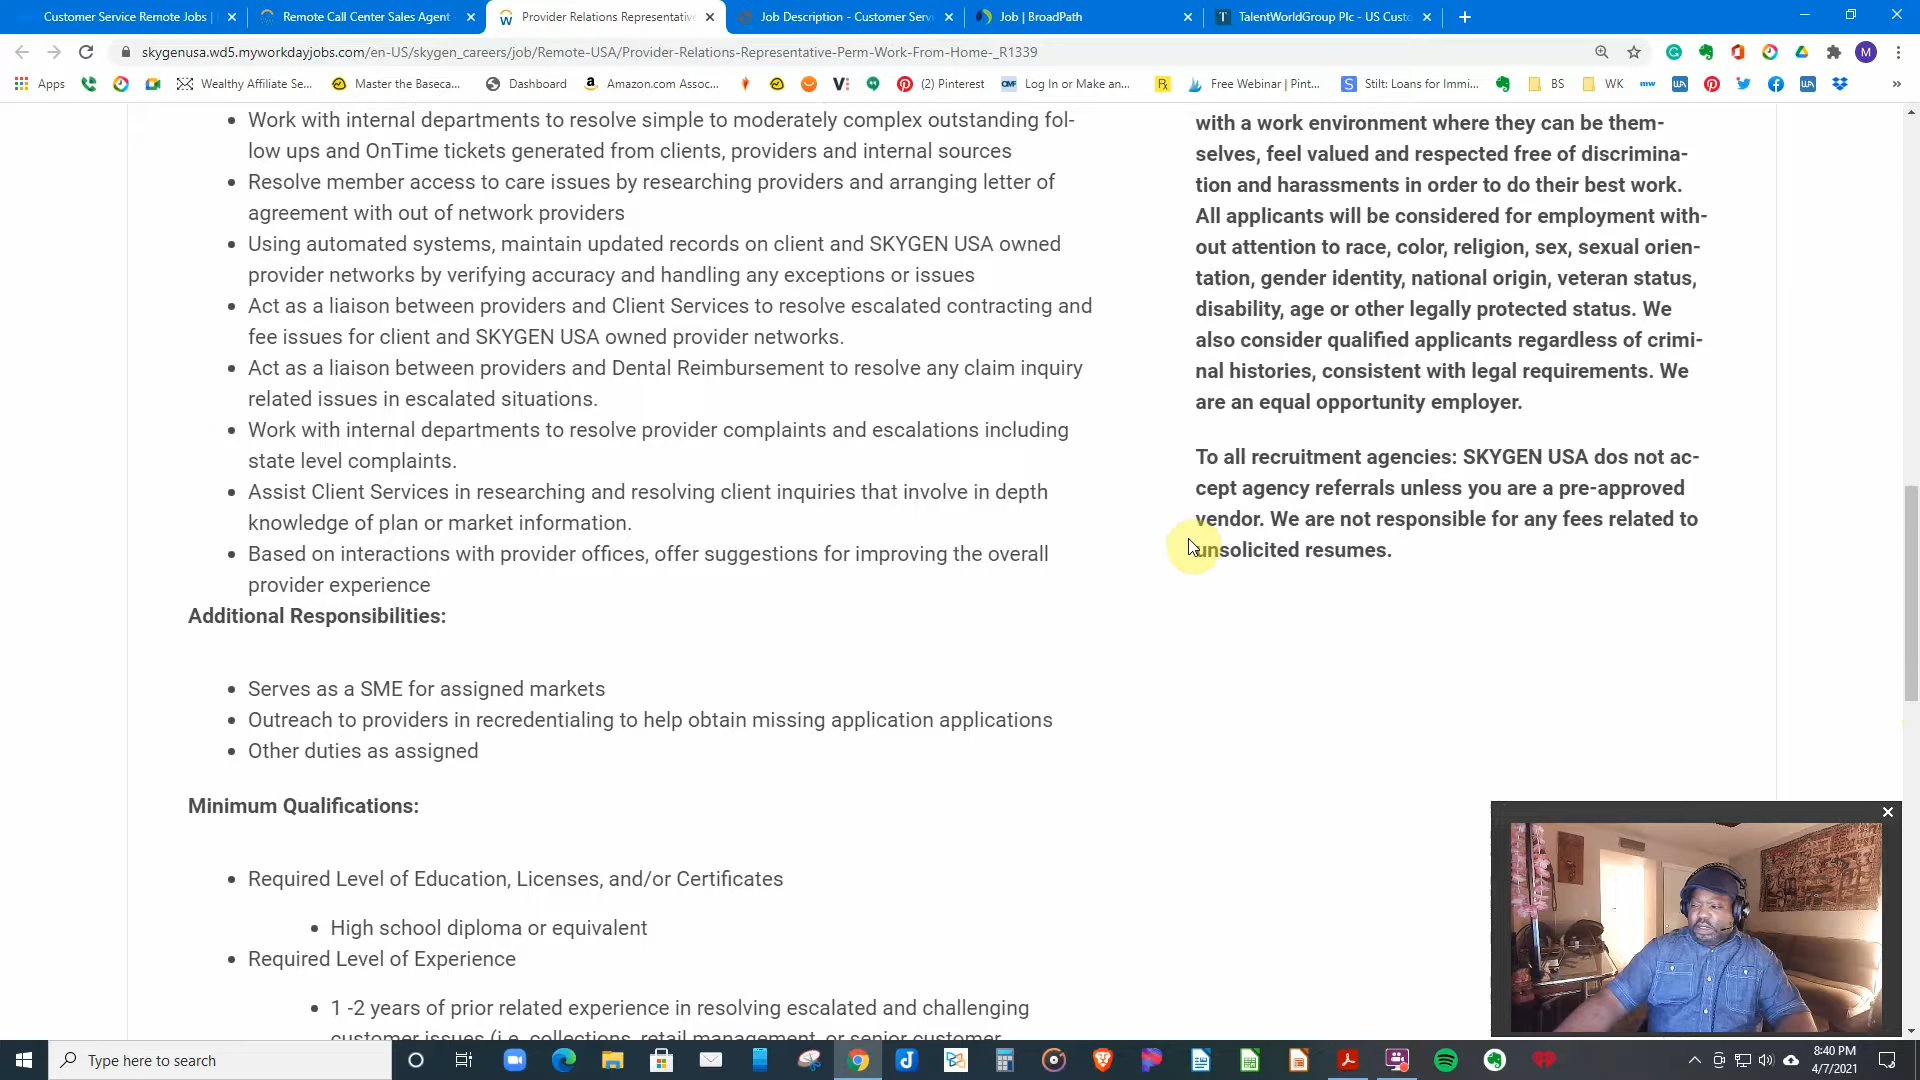 Customer Service Remote Jobs |
Remote Call Center Sales Agent
Provider Relations Representative
Job Description - Customer Serv
Job | BroadPath
TalentWorldGroup Plc - US Custo
skygenusa.wd5.myworkdayjobs.com/en-US/skygen_careers/job/Remote-USA/Provider-Relations-Representative-Perm-Work-From-Home-_R1339
M
Apps
Wealthy Affiliate Se...
Master the Baseca...
Dashboard
Amazon.com Assoc...
(2) Pinterest
Log In or Make an...
Free Webinar | Pint...
Stilt: Loans for Immi...
BS
WK
• Work with internal departments to resolve simple to moderately complex outstanding fol-
low ups and OnTime tickets generated from clients, providers and internal sources
• Resolve member access to care issues by researching providers and arranging letter of
agreement with out of network providers
• Using automated systems, maintain updated records on client and SKYGEN USA owned
provider networks by verifying accuracy and handling any exceptions or issues
• Act as a liaison between providers and Client Services to resolve escalated contracting and
fee issues for client and SKYGEN USA owned provider networks.
• Act as a liaison between providers and Dental Reimbursement to resolve any claim inquiry
related issues in escalated situations.
• Work with internal departments to resolve provider complaints and escalations including
state level complaints.
• Assist Client Services in researching and resolving client inquiries that involve in depth
knowledge of plan or market information.
• Based on interactions with provider offices, offer suggestions for improving the overall
provider experience
Additional Responsibilities:
• Serves as a SME for assigned markets
• Outreach to providers in recredentialing to help obtain missing application applications
• Other duties as assigned
Minimum Qualifications:
• Required Level of Education, Licenses, and/or Certificates
• High school diploma or equivalent
• Required Level of Experience
• 1 -2 years of prior related experience in resolving escalated and challenging
customer issues (i.e. collections, retail management, or senior customer
with a work environment where they can be them-
selves, feel valued and respected free of discrimina-
tion and harassments in order to do their best work.
All applicants will be considered for employment with-
out attention to race, color, religion, sex, sexual orien-
tation, gender identity, national origin, veteran status,
disability, age or other legally protected status. We
also consider qualified applicants regardless of crimi-
nal histories, consistent with legal requirements. We
are an equal opportunity employer.
To all recruitment agencies: SKYGEN USA dos not ac-
cept agency referrals unless you are a pre-approved
vendor. We are not responsible for any fees related to
unsolicited resumes.
Type here to search
8:40 PM
4/7/2021